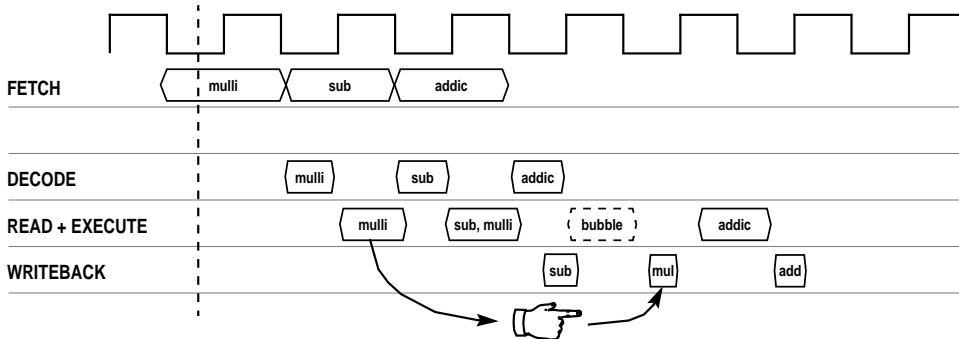 FETCH mulli sub addic
DECODE mulli sub addic
READ + EXECUTE mulli sub, mulli bubble addic
WRITEBACK sub mul add